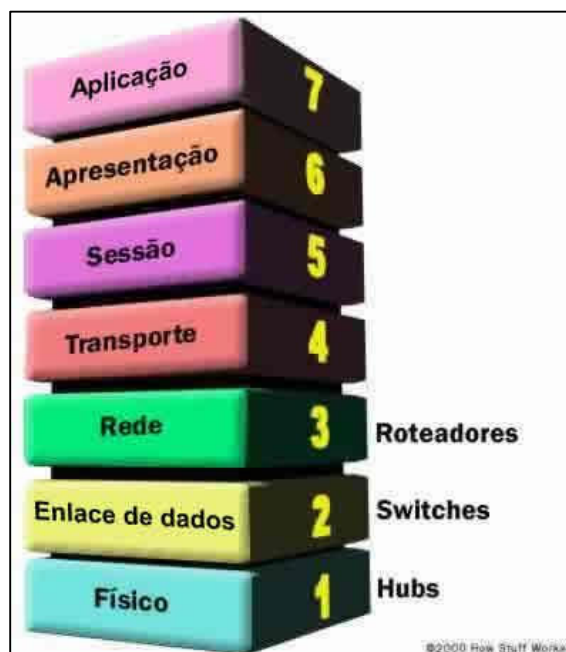 Aplicação 7
Apresentação 6
Sessão 5
Transporte 4
Rede 3 Roteadores
Enlace de dados 2 Switches
Físico 1 Hubs
©2000 How Stuff Works